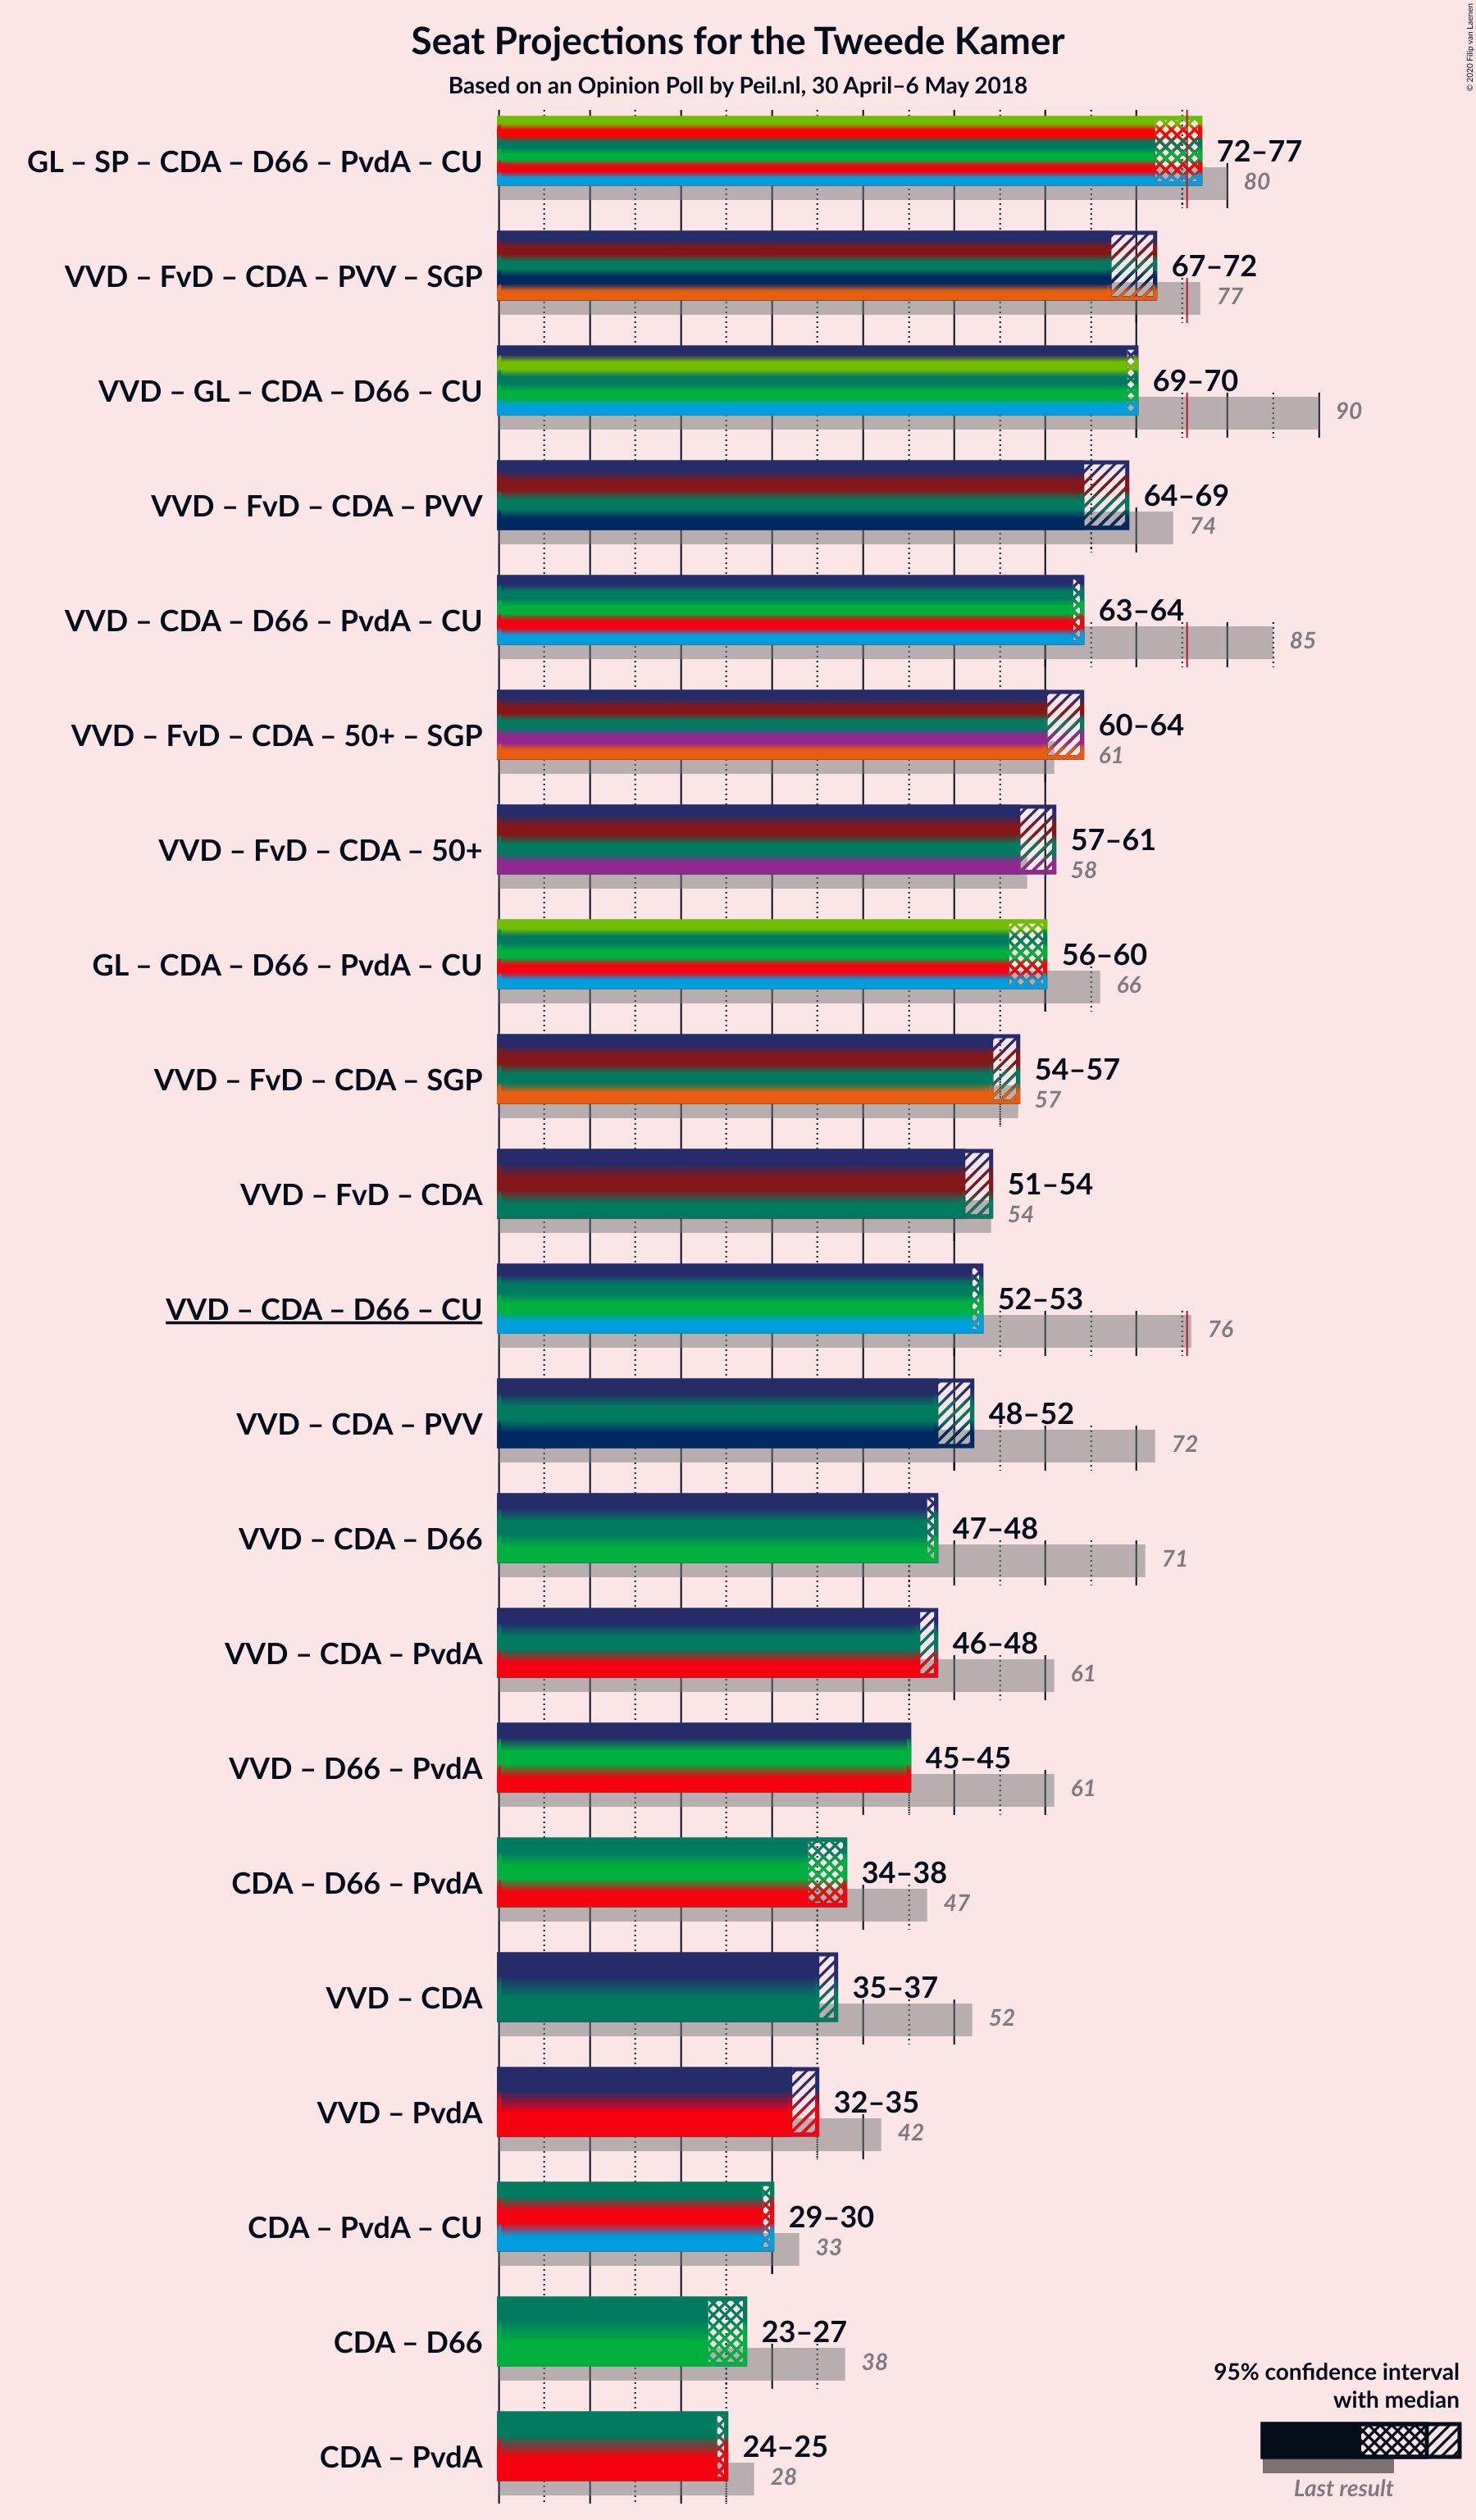 Seat Projections for the Tweede Kamer
Based on an Opinion Poll by Peil.nl, 30 April–6 May 2018
© 2020 Filip van Laenen
GL – SP – CDA – D66 – PvdA – CU
72–77
80
VVD – FvD – CDA – PVV – SGP
67–72
77
VVD – GL – CDA – D66 – CU
69–70
90
VVD – FvD – CDA – PVV
64–69
74
VVD – CDA – D66 – PvdA – CU
63–64
85
VVD – FvD – CDA – 50+ – SGP
60–64
61
VVD – FvD – CDA – 50+
57–61
58
GL – CDA – D66 – PvdA – CU
56–60
66
VVD – FvD – CDA – SGP
54–57
57
VVD – FvD – CDA
51–54
54
VVD – CDA – D66 – CU
52–53
76
VVD – CDA – PVV
48–52
72
VVD – CDA – D66
47–48
71
VVD – CDA – PvdA
46–48
61
VVD – D66 – PvdA
45–45
61
CDA – D66 – PvdA
34–38
47
VVD – CDA
35–37
52
VVD – PvdA
32–35
42
CDA – PvdA – CU
29–30
33
CDA – D66
23–27
38
CDA – PvdA
24–25
28
95% confidence interval
with median
Last result